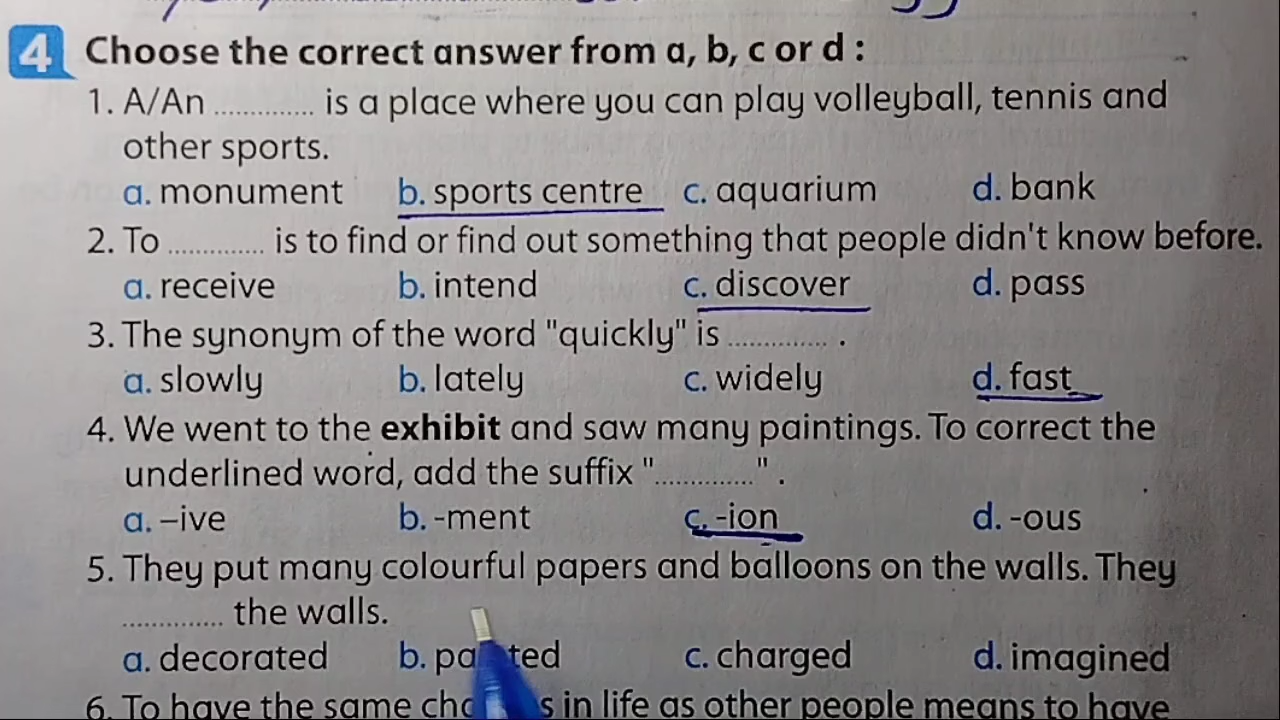 4 Choose the correct answer from a, b, c or d :
1. A/An .............. is a place where you can play volleyball, tennis and
other sports.
a. monument b. sports centre c. aquarium d. bank
2. To .............. is to find or find out something that people didn't know before.
a. receive b. intend c. discover d. pass
3. The synonym of the word "quickly" is .............. .
a. slowly b. lately c. widely d. fast
4. We went to the exhibit and saw many paintings. To correct the
underlined word, add the suffix ".............." .
a. –ive b. -ment c. -ion d. -ous
5. They put many colourful papers and balloons on the walls. They
.............. the walls.
a. decorated b. c. charged d. imagined
6. To have the same in life as other people means to have